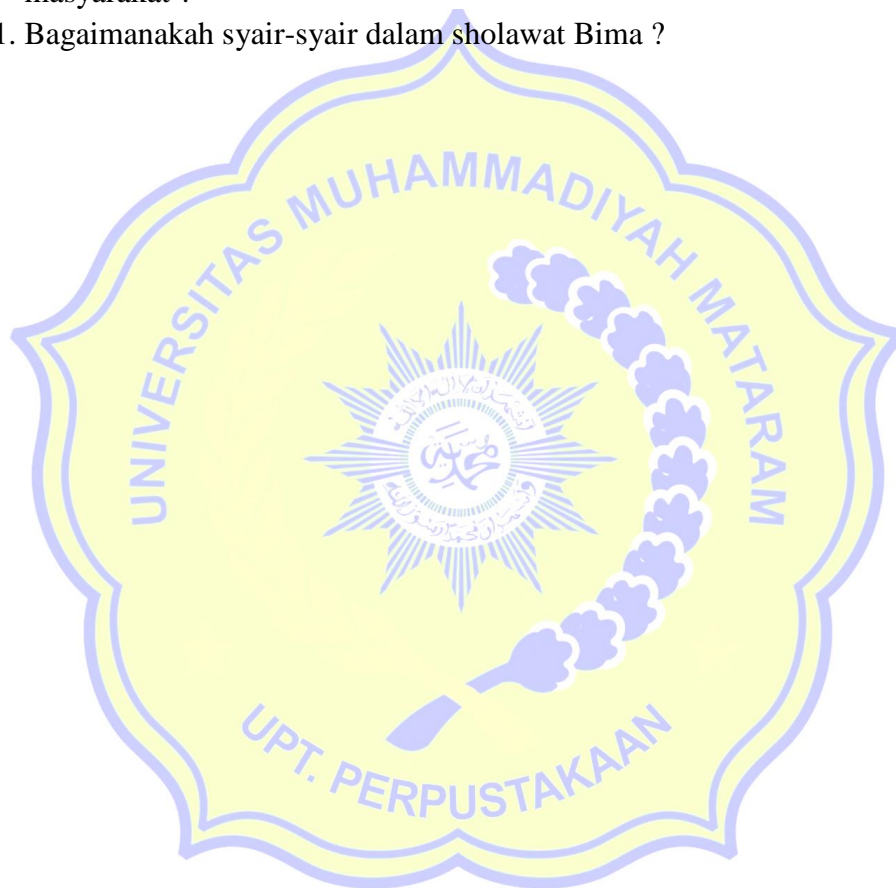 masyarakat ?
1. Bagaimanakah syair-syair dalam sholawat Bima ?
UNIVERSITAS MUHAMMADIYAH MATARAM
UPT. PERPUSTAKAAN